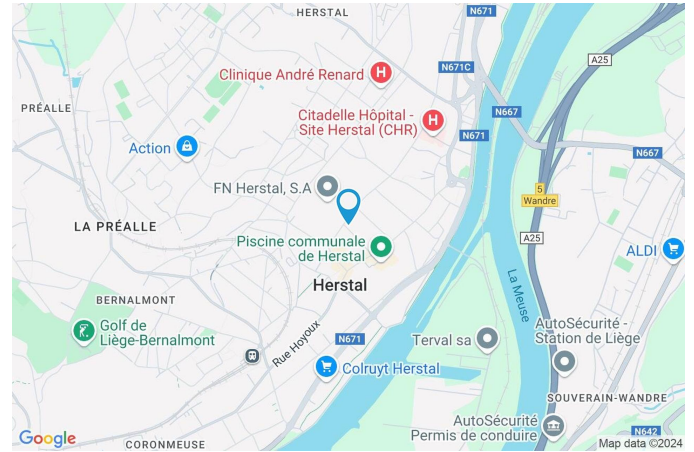 HERSTAL
N671
Clinique André Renard
H
A25
N671C
PRÉALLE
Citadelle Hôpital -
Site Herstal (CHR)
H
N667
N671
Action
N667
FN Herstal, S.A
5
Wandre
LA PRÉALLE
Piscine communale
de Herstal
A25
ALDI
La Meuse
Herstal
BERNALMONT
Golf de
Liège-Bernalmont
Rue Hoyoux
N671
Terval sa
AutoSécurité -
Station de Liège
Colruyt Herstal
SOUVERAIN-WANDRE
AutoSécurité
Permis de conduire
N642
Google
CORONMEUSE
Map data ©2024